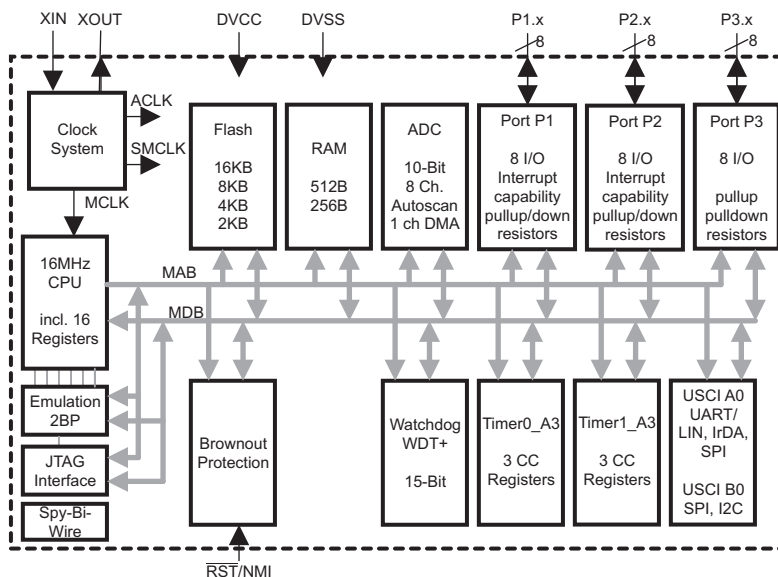 XIN
XOUT
DVCC
DVSS
P1.x
P2.x
P3.x
8
8
8
Clock
System
ACLK
SMCLK
MCLK
Flash
16KB
8KB
4KB
2KB
RAM
512B
256B
ADC
10-Bit
8 Ch.
Autoscan
1 ch DMA
Port P1
8 I/O
Interrupt
capability
pullup/down
resistors
Port P2
8 I/O
Interrupt
capability
pullup/down
resistors
Port P3
8 I/O
pullup
pulldown
resistors
16MHz
CPU
incl. 16
Registers
MAB
MDB
Emulation
2BP
JTAG
Interface
Spy-Bi-
Wire
Brownout
Protection
Watchdog
WDT+
15-Bit
Timer0_A3
3 CC
Registers
Timer1_A3
3 CC
Registers
USCI A0
UART/
LIN, IrDA,
SPI
USCI B0
SPI, I2C
RST/NMI